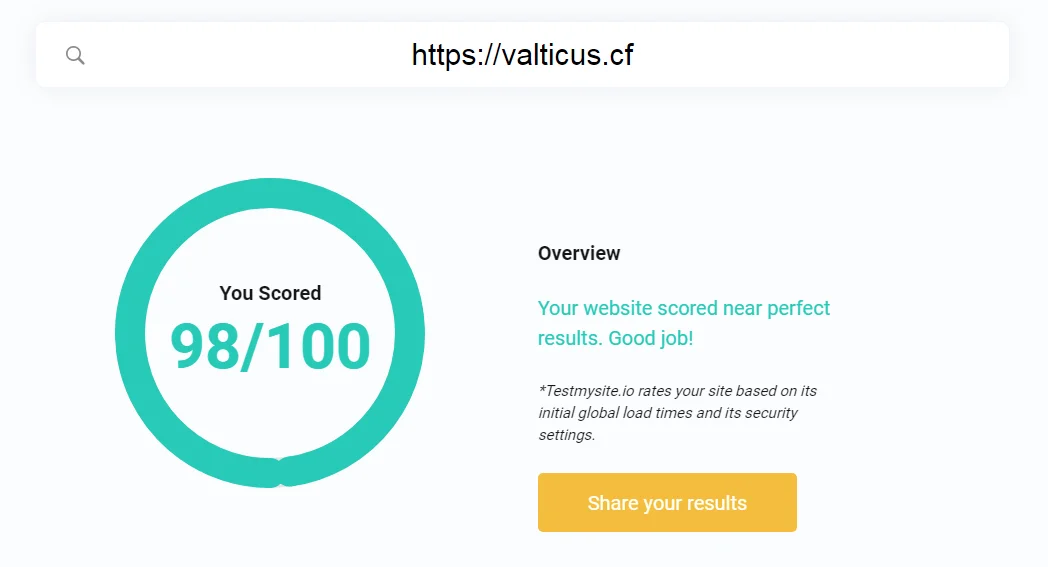 https://valticus.cf
You Scored
98/100
Overview
Your website scored near perfect
results. Good job!
*Testmysite.io rates your site based on its
initial global load times and its security
settings.
Share your results